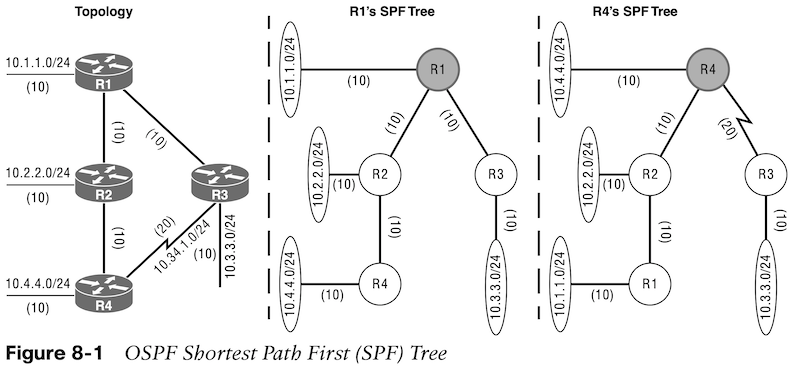 Topology
10.1.1.0/24
(10)
R1
(10)
(10)
10.2.2.0/24
(10)
R2
R3
(10)
(20)
10.34.1.0/24
(10)
10.3.3.0/24
10.4.4.0/24
(10)
R4
R1's SPF Tree
10.1.1.0/24
(10)
R1
(10)
(10)
10.2.2.0/24
(10)
R2
R3
(10)
(10)
10.4.4.0/24
(10)
R4
10.3.3.0/24
R4's SPF Tree
10.4.4.0/24
(10)
R4
(10)
(20)
10.2.2.0/24
(10)
R2
R3
(10)
(10)
10.1.1.0/24
(10)
R1
10.3.3.0/24
Figure 8-1 OSPF Shortest Path First (SPF) Tree